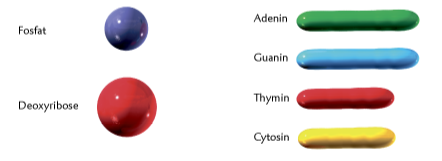 Fosfat
Deoxyribose
Adenin
Guanin
Thymin
Cytosin